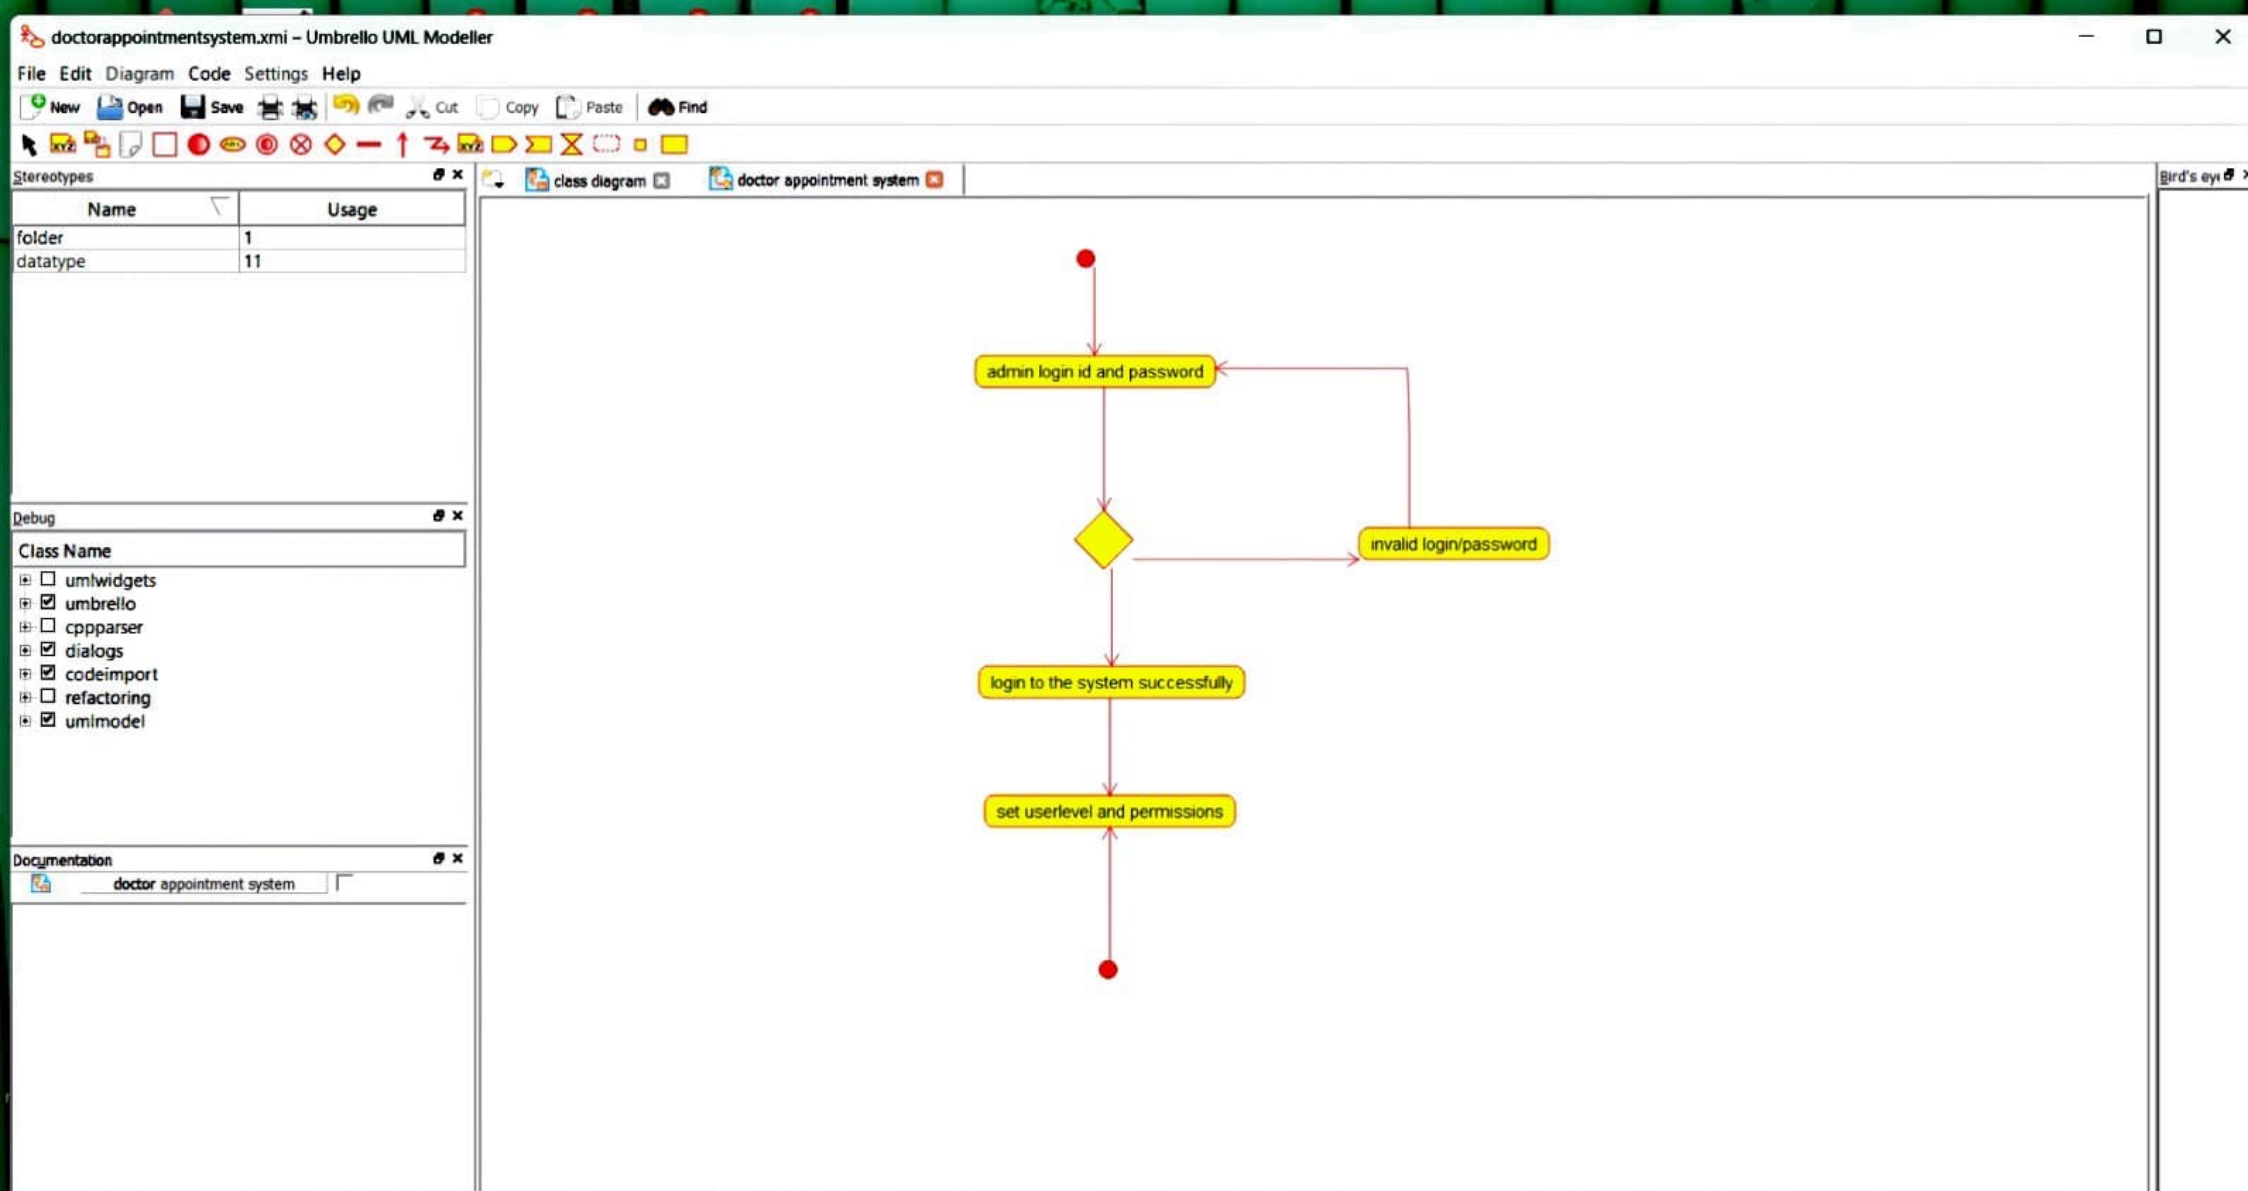 doctorappointmentsystem.xmi – Umbrello UML Modeller
File Edit Diagram Code Settings Help
New Open Save Cut Copy Paste Find
Stereotypes
class diagram
doctor appointment system
Bird's eye
Name Usage
folder 1
datatype 11
admin login id and password
Debug
Class Name
invalid login/password
umlwidgets
umbrello
cppparser
dialogs
codeimport
refactoring
umlmodel
login to the system successfully
set userlevel and permissions
Documentation
doctor appointment system